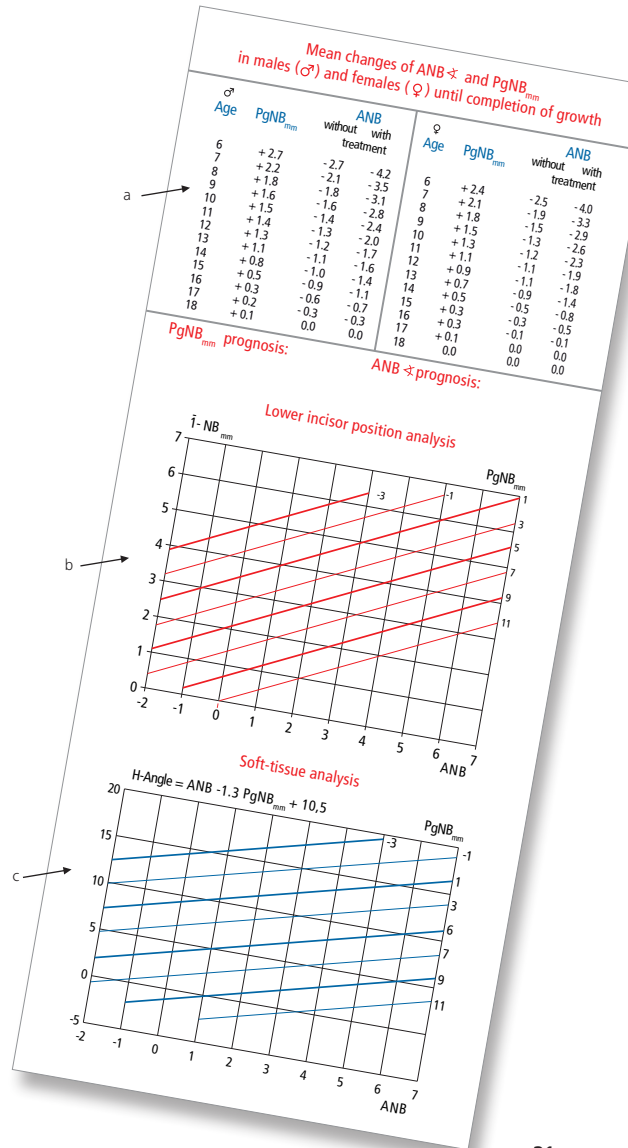 Mean changes of ANB∢ and PgNBmm
in males (♂) and females (♀) until completion of growth
♂
Age PgNBmm ANB
without with
treatment
6 + 2.7 - 2.7 - 4.2
7 + 2.2 - 2.1 - 3.5
8 + 1.8 - 1.8 - 3.1
9 + 1.6 - 1.6 - 2.8
10 + 1.5 - 1.4 - 2.4
11 + 1.4 - 1.3 - 2.0
12 + 1.3 - 1.2 - 1.7
13 + 1.1 - 1.1 - 1.6
14 + 0.8 - 1.0 - 1.4
15 + 0.5 - 0.9 - 1.1
16 + 0.3 - 0.6 - 0.7
17 + 0.2 - 0.3 - 0.3
18 + 0.1 0.0 0.0
♀
Age PgNBmm ANB
without with
treatment
6 + 2.4 - 2.5 - 4.0
7 + 2.1 - 1.9 - 3.3
8 + 1.8 - 1.5 - 2.9
9 + 1.5 - 1.3 - 2.6
10 + 1.3 - 1.2 - 2.3
11 + 1.1 - 1.1 - 1.9
12 + 0.9 - 1.1 - 1.8
13 + 0.7 - 0.9 - 1.4
14 + 0.5 - 0.5 - 0.8
15 + 0.3 - 0.3 - 0.5
16 + 0.3 - 0.1 - 0.1
17 + 0.1 0.0 0.0
18 0.0 0.0 0.0
a
PgNBmm prognosis:
ANB ∢ prognosis:
Lower incisor position analysis
1̄- NBmm
PgNBmm
7
6
5
4
3
2
1
0
-3
-1
1
3
5
7
9
11
-2 -1 0 1 2 3 4 5 6 7
ANB
b
Soft-tissue analysis
H-Angle = ANB -1.3 PgNBmm + 10,5
PgNBmm
20
15
10
5
0
-5
-3
-1
1
3
6
7
9
11
-2 -1 0 1 2 3 4 5 6 7
ANB
c